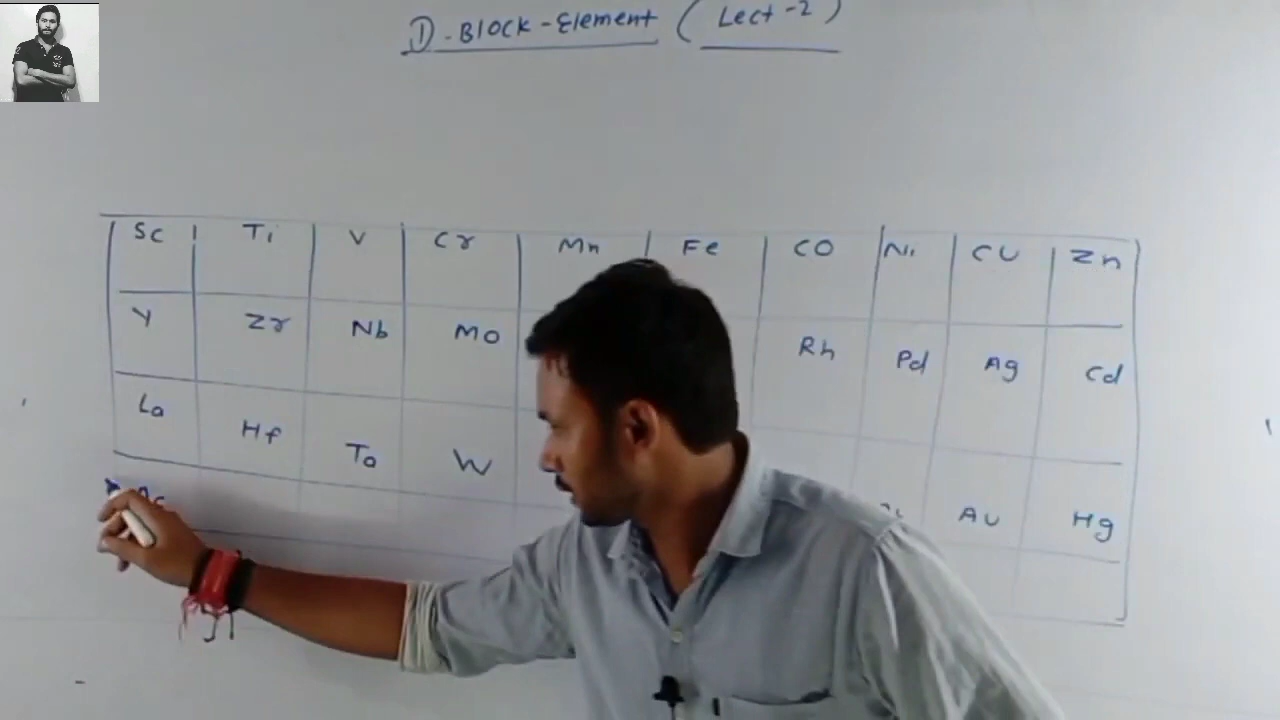 D-Block-Element (Lect-2)
Sc Ti V Cr Mn Fe CO Ni CU Zn
Y Zr Nb Mo Rh Pd Ag Cd
La Hf Ta W AU Hg
Ac